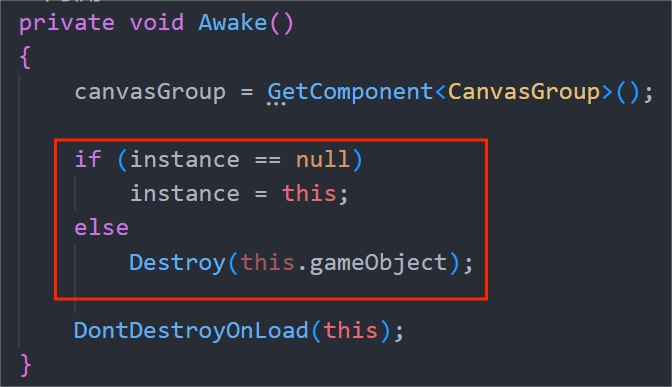 private void Awake()
{
canvasGroup = GetComponent<CanvasGroup>();
if (instance == null)
instance = this;
else
Destroy(this.gameObject);
DontDestroyOnLoad(this);
}